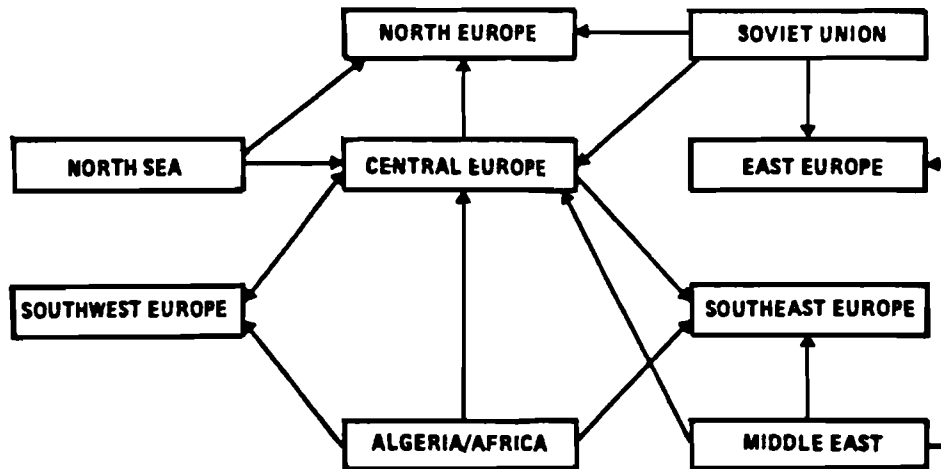 NORTH EUROPE
SOVIET UNION
NORTH SEA
CENTRAL EUROPE
EAST EUROPE
SOUTHWEST EUROPE
SOUTHEAST EUROPE
ALGERIA/AFRICA
MIDDLE EAST